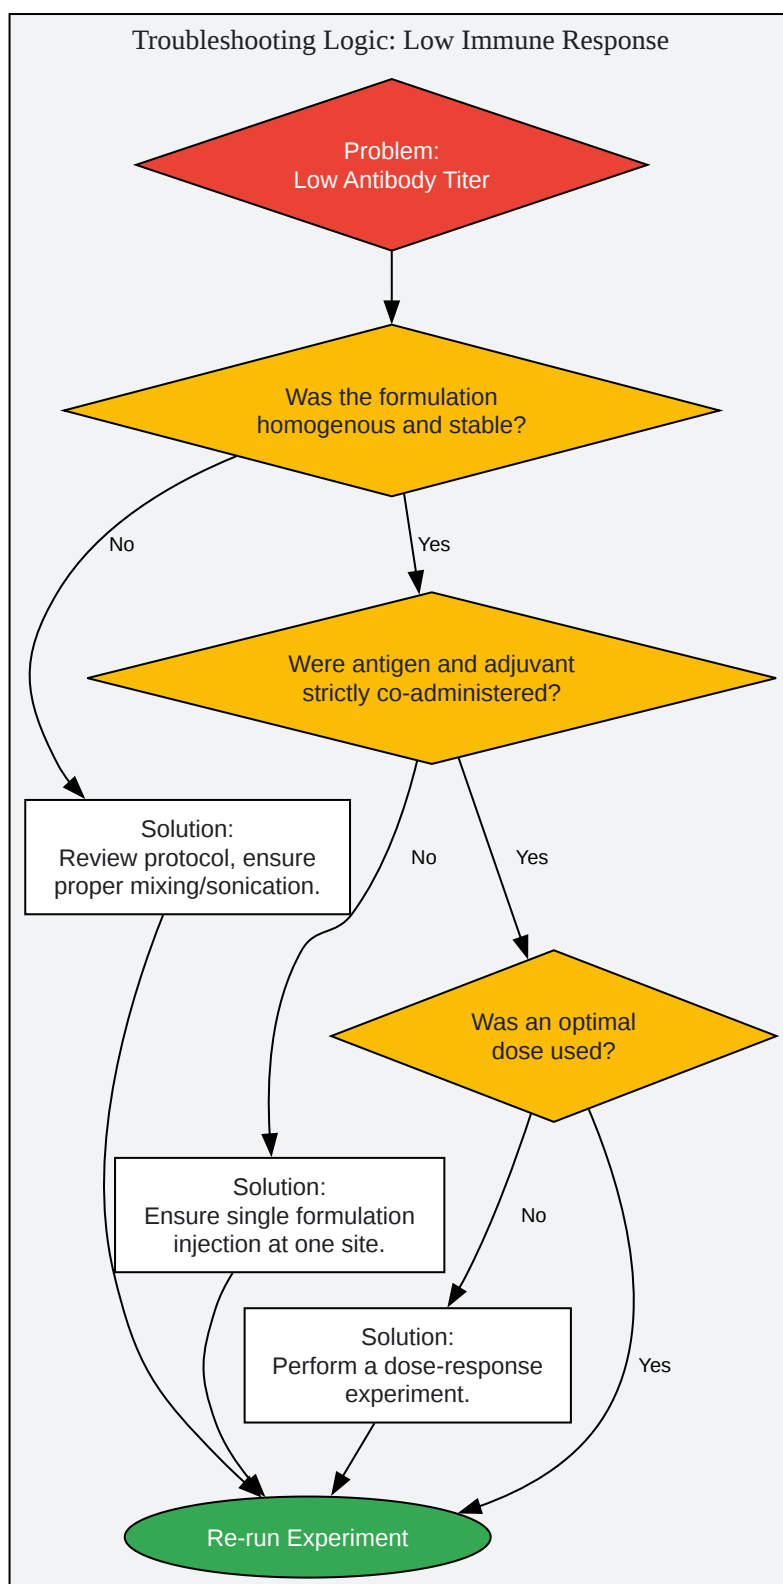 Troubleshooting Logic: Low Immune Response
Problem:
Low Antibody Titer
Was the formulation
homogenous and stable?
No
Yes
Were antigen and adjuvant
strictly co-administered?
Solution:
Review protocol, ensure
proper mixing/sonication.
No
Yes
Was an optimal
dose used?
Solution:
Ensure single formulation
injection at one site.
No
Solution:
Perform a dose-response
experiment.
Yes
Re-run Experiment